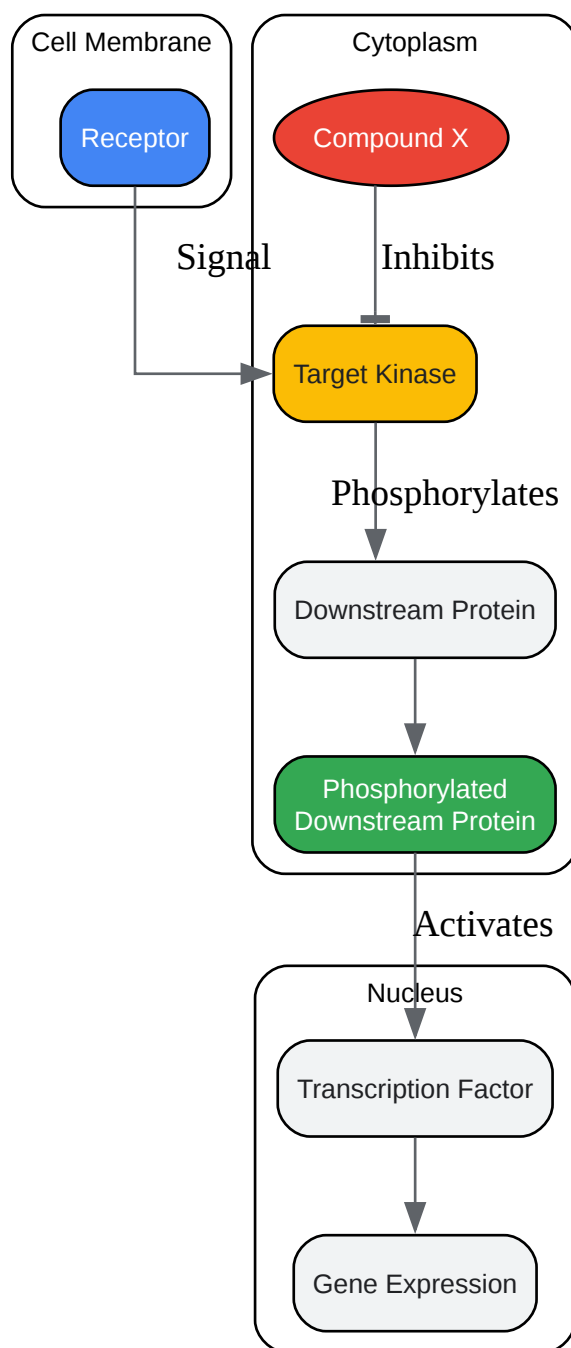 Cell Membrane
Cytoplasm
Receptor
Compound X
Signal
Inhibits
Target Kinase
Phosphorylates
Downstream Protein
Phosphorylated
Downstream Protein
Activates
Nucleus
Transcription Factor
Gene Expression